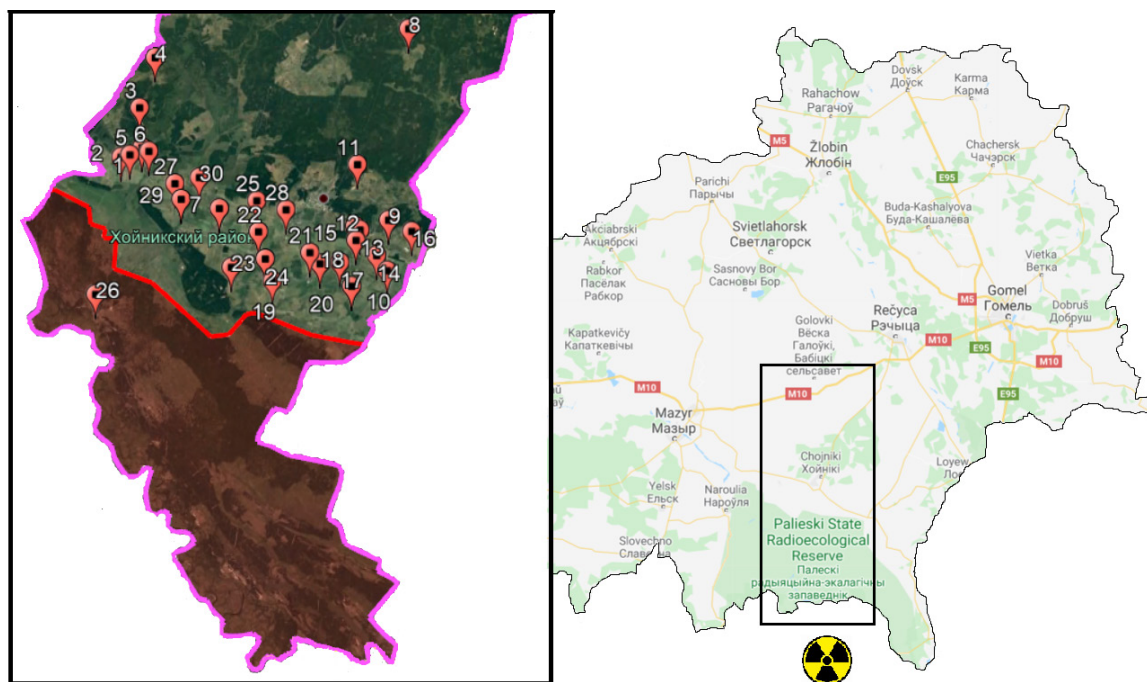 8
4
3
5
6
2
1
27
11
30
29
7
25
28
22
12
9
16
21
15
13
Хойникский район
23
24
18
17
14
20
10
19
26
Dovsk
Доўск
Karma
Карма
Rahachow
Рагачоў
M5
Žlobin
Жлобін
Chachersk
Чачэрск
E95
Parichi
Парычы
Buda-Kashalyova
Буда-Кашалёва
Svietlahorsk
Светлагорск
Akciabrski
Акцябрскі
Vietka
Ветка
Rabkor
Пасёлак
Рабкор
Sasnovy Bor
Сасновы Бор
Gomel
Гомель
M5
Dobruš
Добруш
Rečyca
Рэчыца
Golovki
Вёска
Галоўкі,
Бабіцкі
сельсавет
Kapatkevičy
Капаткевічы
M10
E95
M10
M10
M10
E95
Mazyr
Мазыр
Chojniki
Хойнікі
Loyew
Лоеў
Yelsk
Ельск
Naroulia
Нароўля
Palieski State
Radioecological
Reserve
Палескі
радыяцыйна-экалагічны
запаведнік
Slovechno